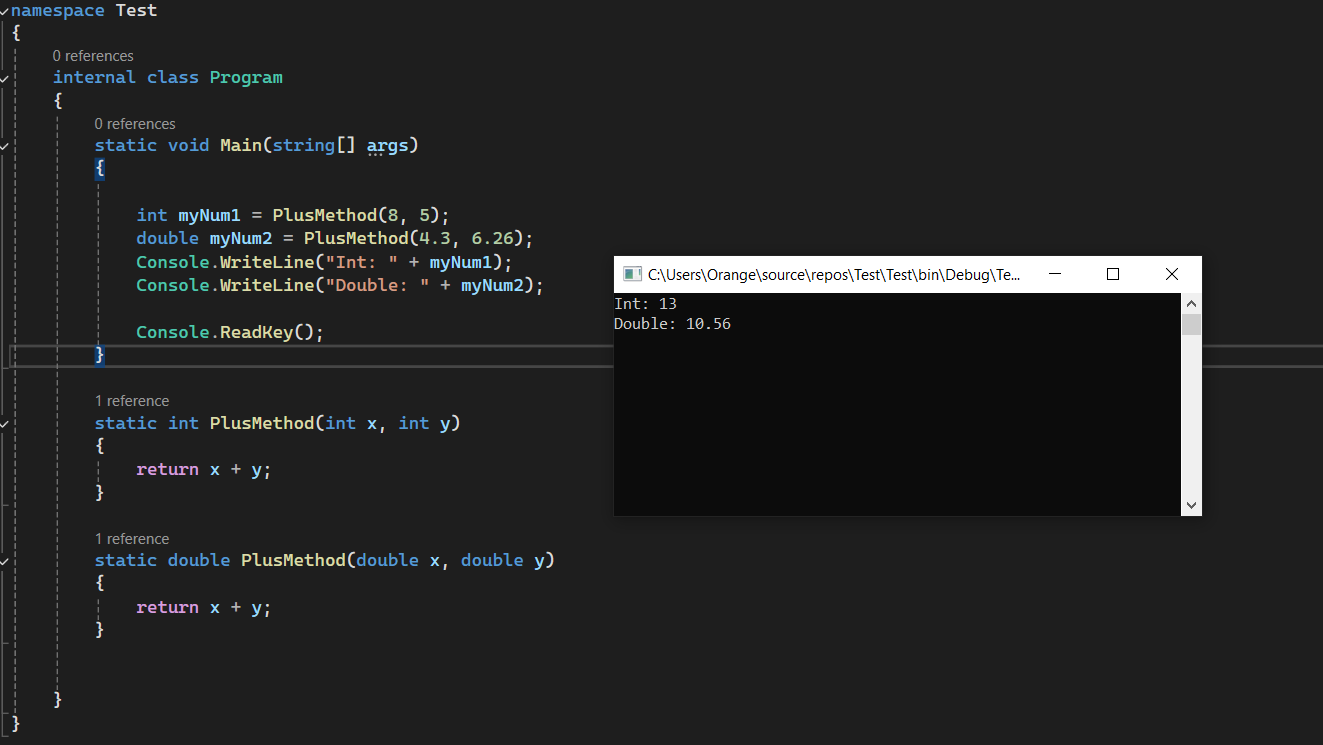 namespace Test
{
0 references
internal class Program
{
0 references
static void Main(string[] args)
{
int myNum1 = PlusMethod(8, 5);
double myNum2 = PlusMethod(4.3, 6.26);
Console.WriteLine("Int: " + myNum1);
Console.WriteLine("Double: " + myNum2);
Console.ReadKey();
}
1 reference
static int PlusMethod(int x, int y)
{
return x + y;
}
1 reference
static double PlusMethod(double x, double y)
{
return x + y;
}
}
}
C:\Users\Orange\source\repos\Test\Test\bin\Debug\Te...
Int: 13
Double: 10.56